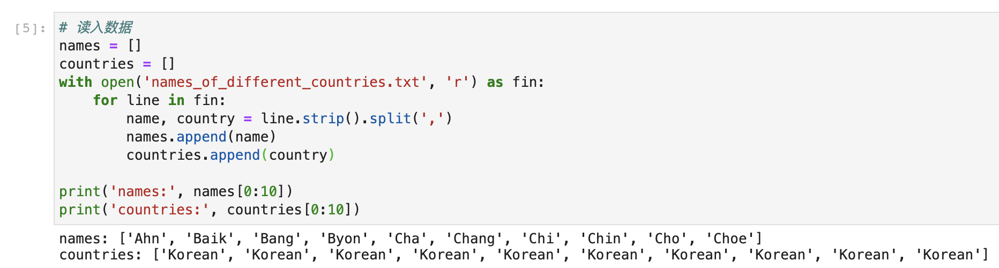 [5]:
# 读入数据
names = []
countries = []
with open('names_of_different_countries.txt', 'r') as fin:
    for line in fin:
        name, country = line.strip().split(',')
        names.append(name)
        countries.append(country)

print('names:', names[0:10])
print('countries:', countries[0:10])
names: ['Ahn', 'Baik', 'Bang', 'Byon', 'Cha', 'Chang', 'Chi', 'Chin', 'Cho', 'Choe']
countries: ['Korean', 'Korean', 'Korean', 'Korean', 'Korean', 'Korean', 'Korean', 'Korean', 'Korean', 'Korean']